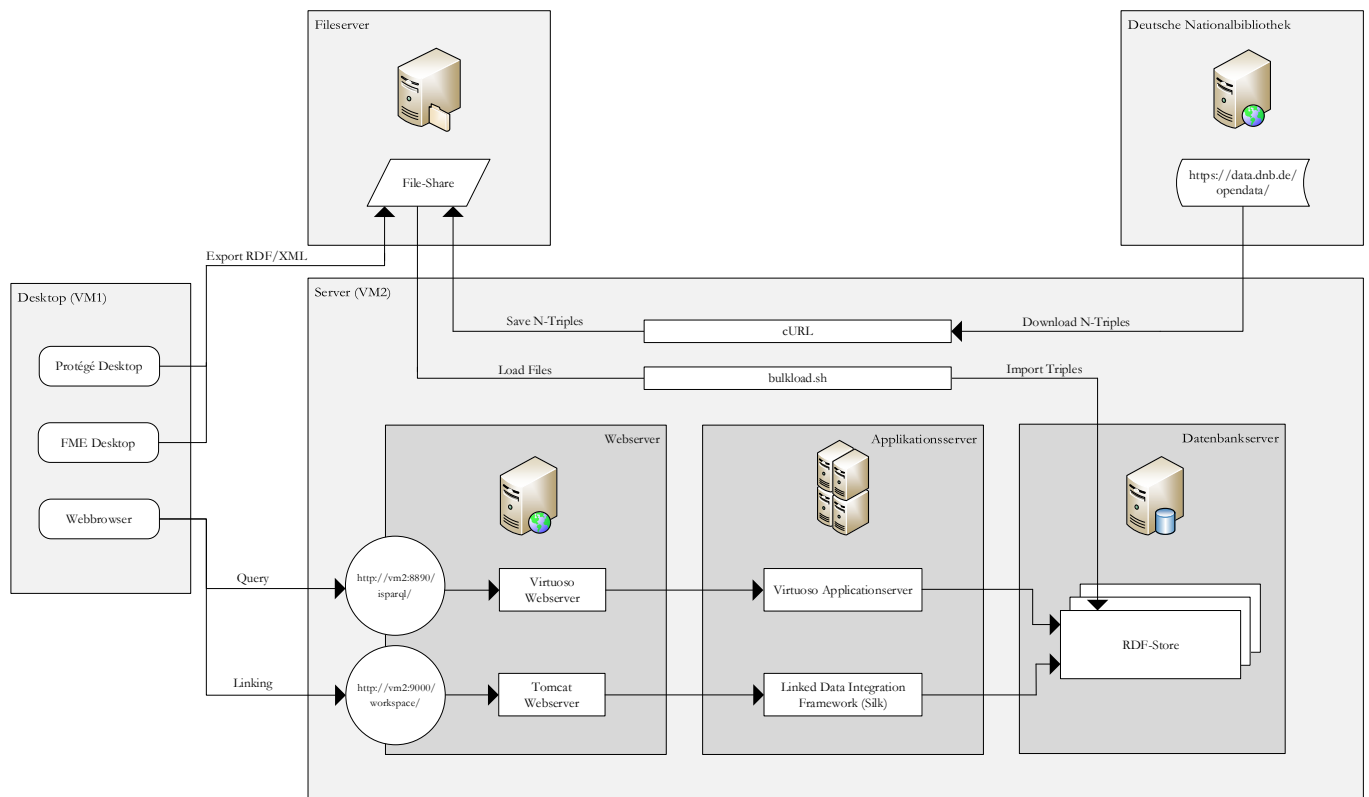 Fileserver
Deutsche Nationalbibliothek
File-Share
https://data.dnb.de/
opendata/
Export RDF/XML
Desktop (VM1)
Server (VM2)
Save N-Triples
cURL
Download N-Triples
Protégé Desktop
Load Files
bulkload.sh
Import Triples
FME Desktop
Webserver
Applikationsserver
Datenbankserver
Webbrowser
Query
http://vm2:8890/
isparql/
Virtuoso
Webserver
Virtuoso Applicationserver
RDF-Store
Linking
http://vm2:9000/
workspace/
Tomcat
Webserver
Linked Data Integration
Framework (Silk)